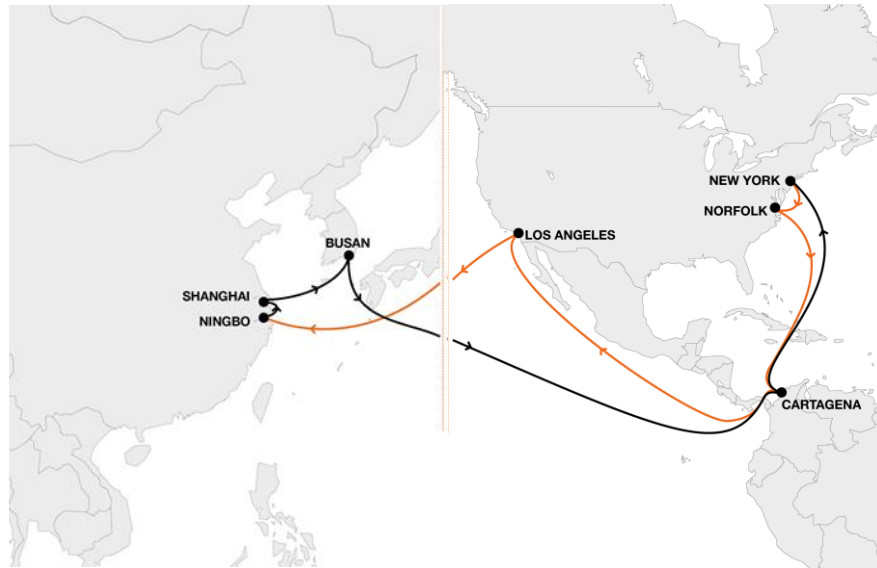 NEW YORK
NORFOLK
LOS ANGELES
BUSAN
SHANGHAI
NINGBO
CARTAGENA